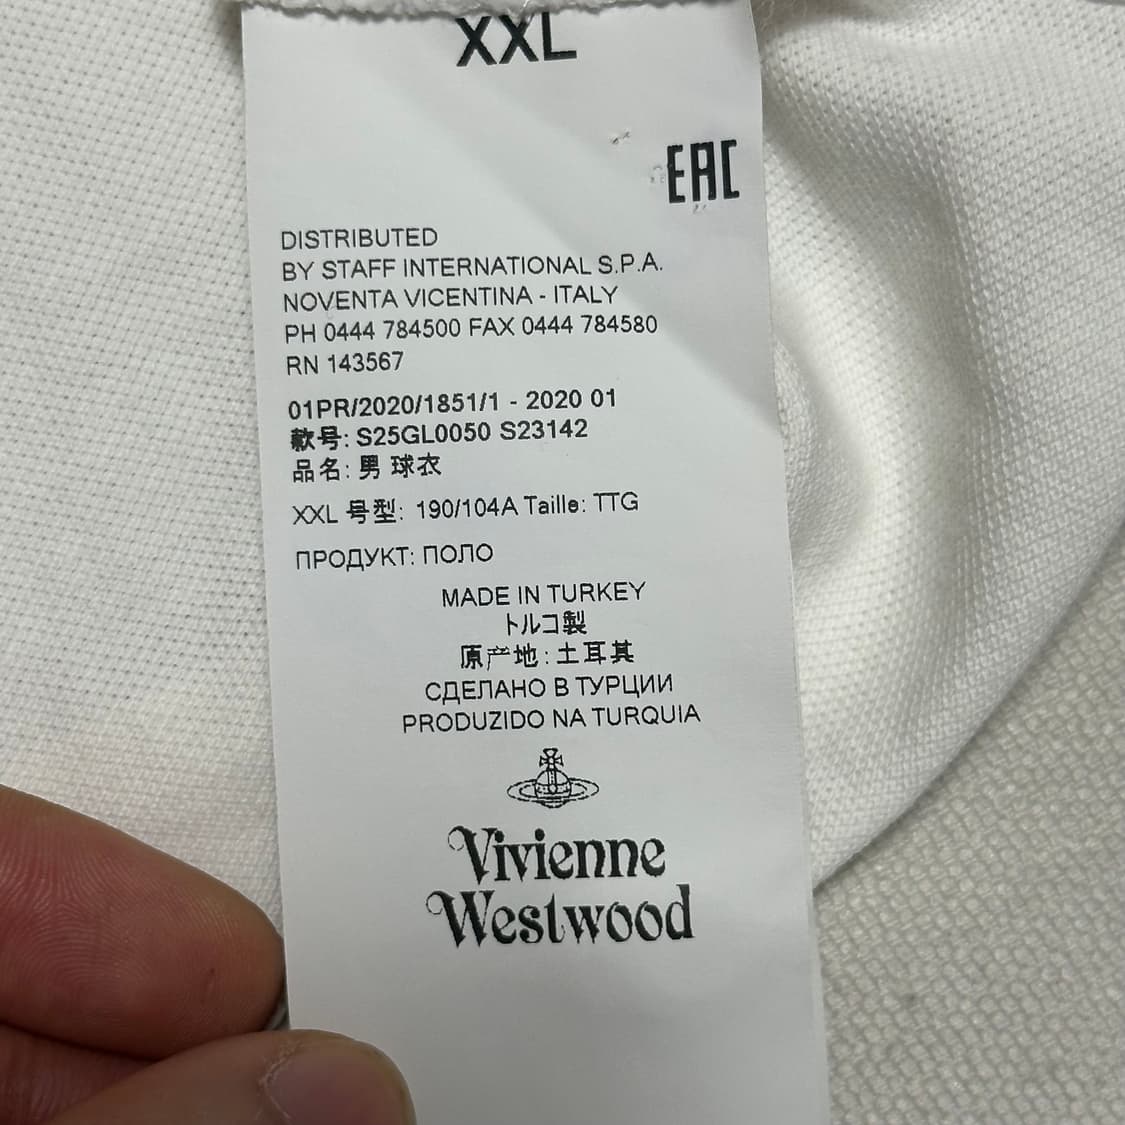 XXL
EAC
DISTRIBUTED
BY STAFF INTERNATIONAL S.P.A.
NOVENTA VICENTINA - ITALY
PH 0444 784500 FAX 0444 784580
RN 143567
01PR/2020/1851/1 - 2020 01
款号: S25GL0050 S23142
品名: 男 球衣
XXL 号型: 190/104A Taille: TTG
ПРОДУКТ: ПОЛО
MADE IN TURKEY
トルコ製
原产地: 土耳其
СДЕЛАНО В ТУРЦИИ
PRODUZIDO NA TURQUIA
Vivienne
Westwood